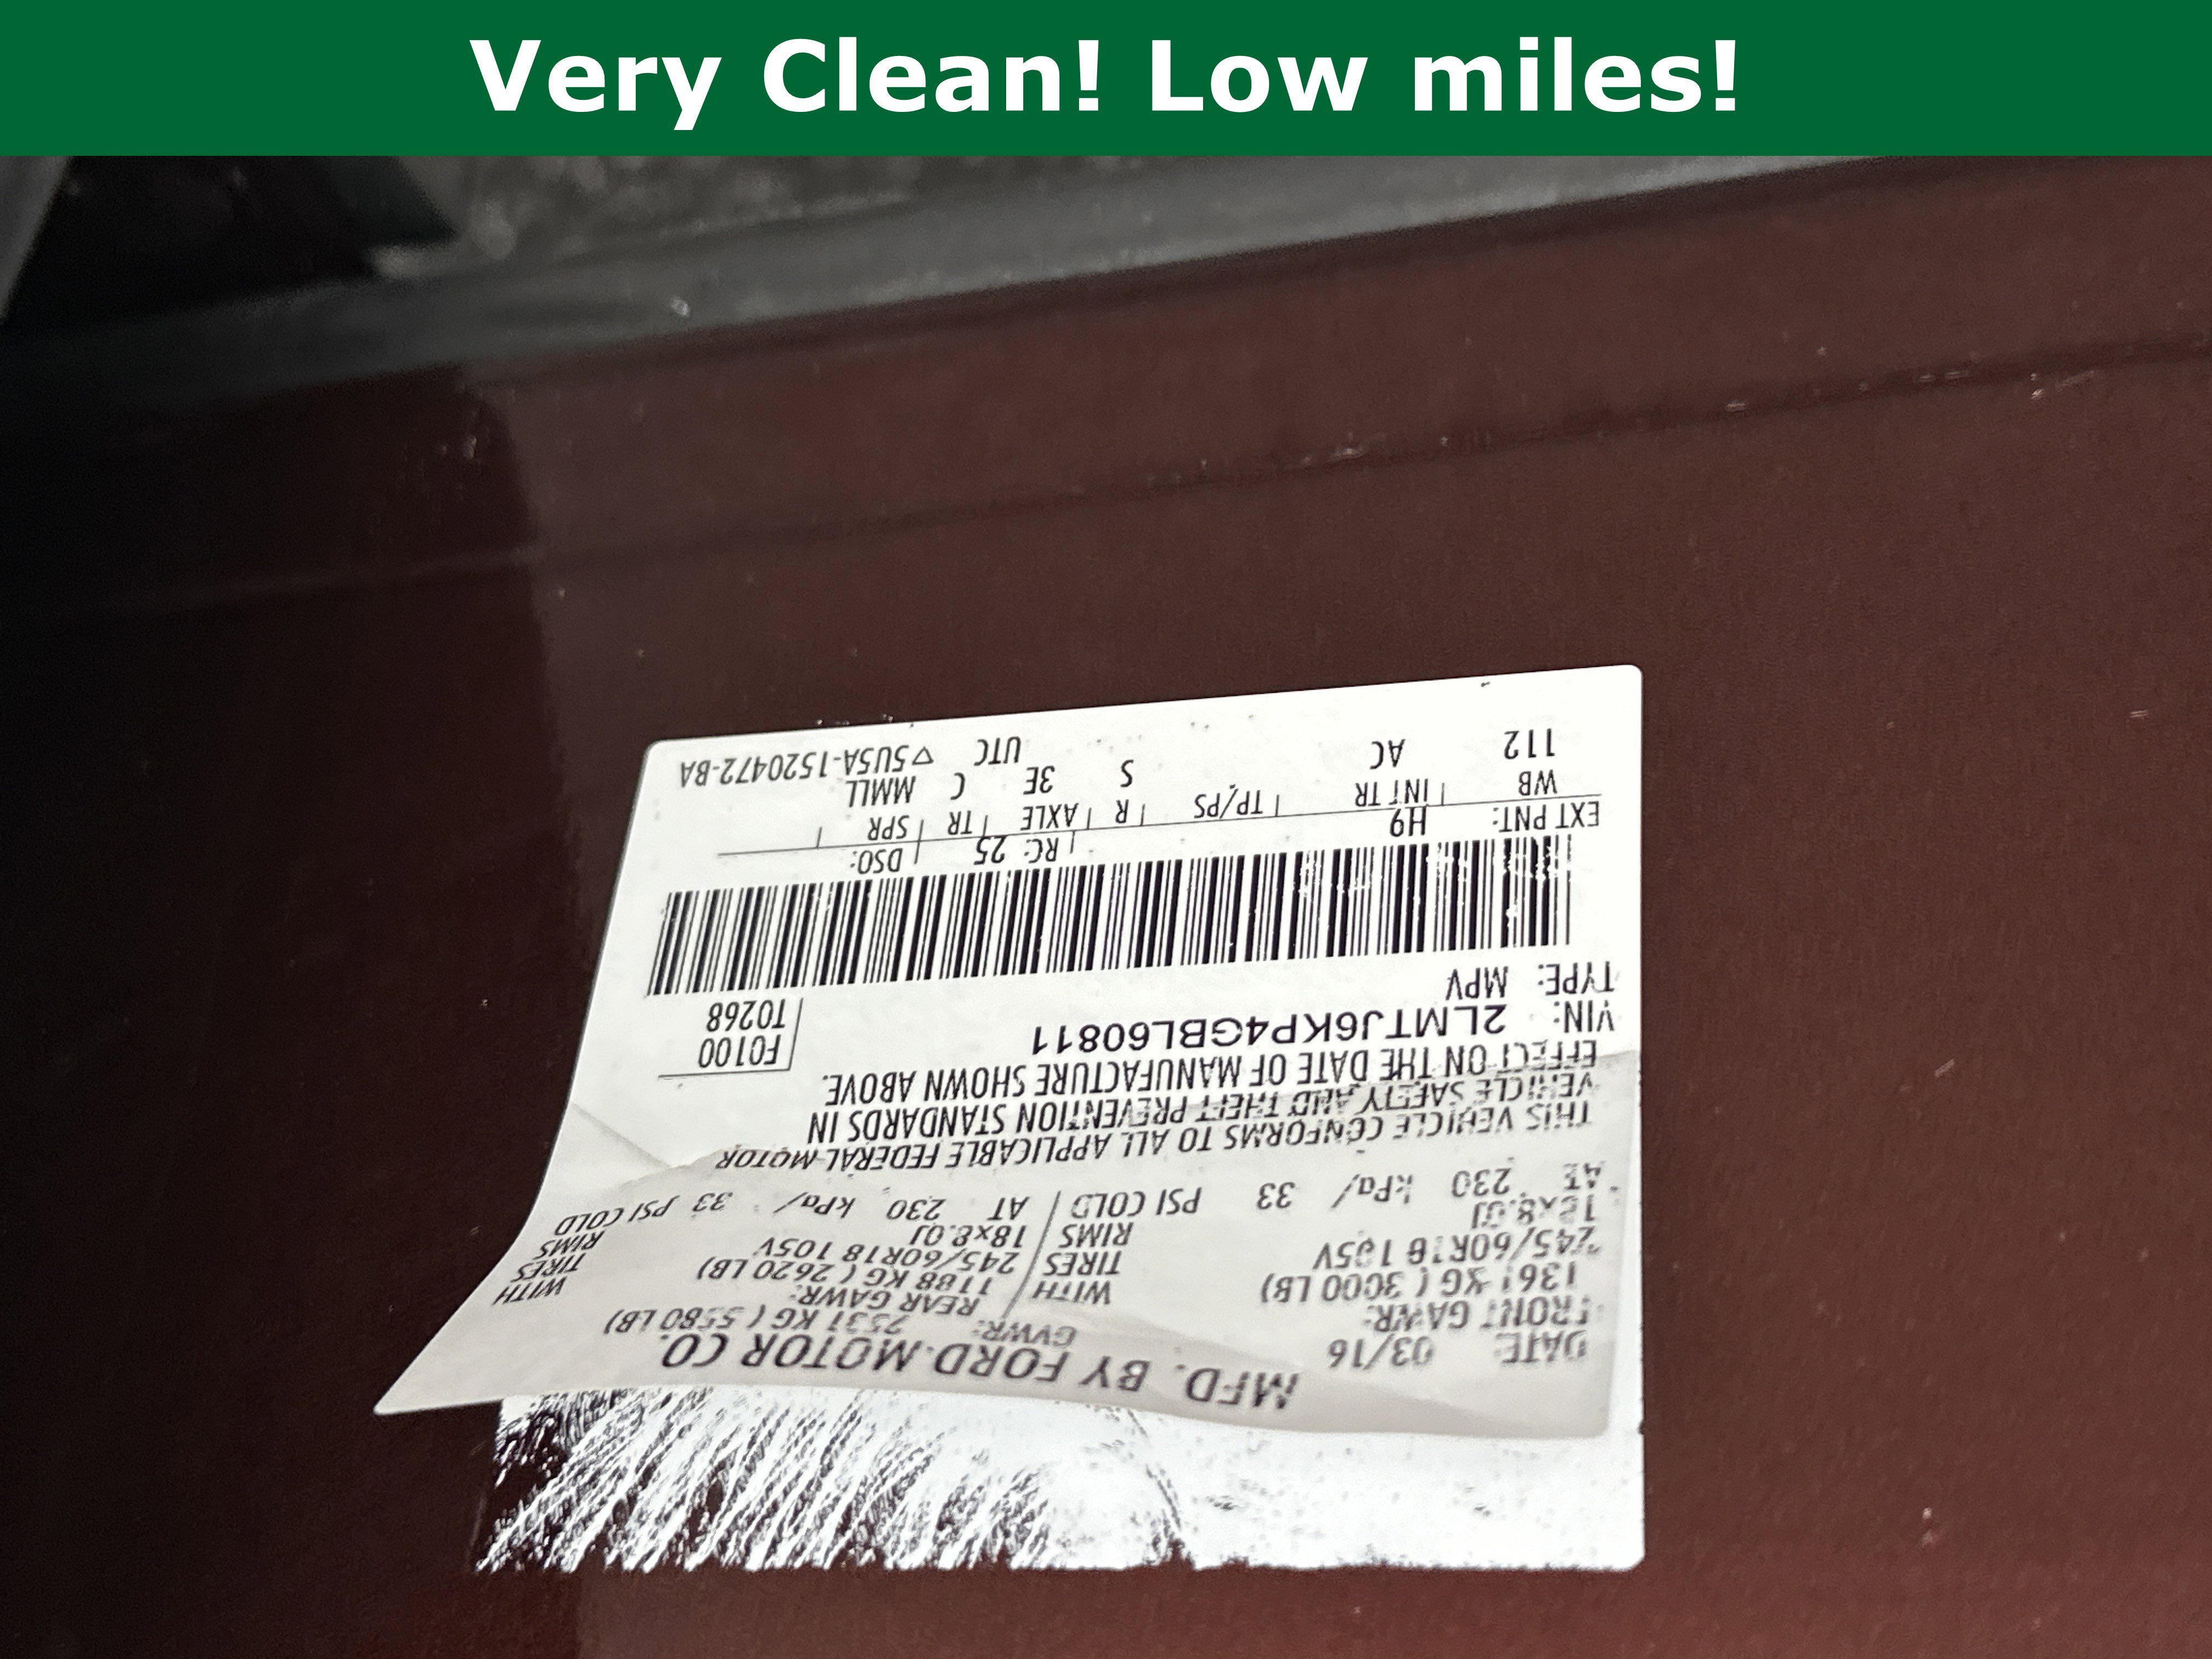 Very Clean! Low miles!
MFD. BY FORD MOTOR CO.
DATE: 03/16 GVWR: 2531 KG ( 5580 LB)
FRONT GAWR: REAR GAWR:
1361 KG ( 3000 LB) WITH 1188 KG ( 2620 LB) WITH
245/60R18 105V TIRES 245/60R18 105V TIRES
18x8.0J RIMS 18x8.0J RIMS
AT 230 kPa/ 33 PSI COLD AT 230 kPa/ 33 PSI COLD
THIS VEHICLE CONFORMS TO ALL APPLICABLE FEDERAL MOTOR
VEHICLE SAFETY AND THEFT PREVENTION STANDARDS IN
EFFECT ON THE DATE OF MANUFACTURE SHOWN ABOVE.
VIN: 2LMTJ6KP4GBL60811
TYPE: MPV
F0100
T0268
EXT PNT: H9 RC: 25 DSO:
WB INT TR TP/PS R AXLE TR SPR
112 AC S 3E C MMLL
UTC ▽5U5A-1520472-BA